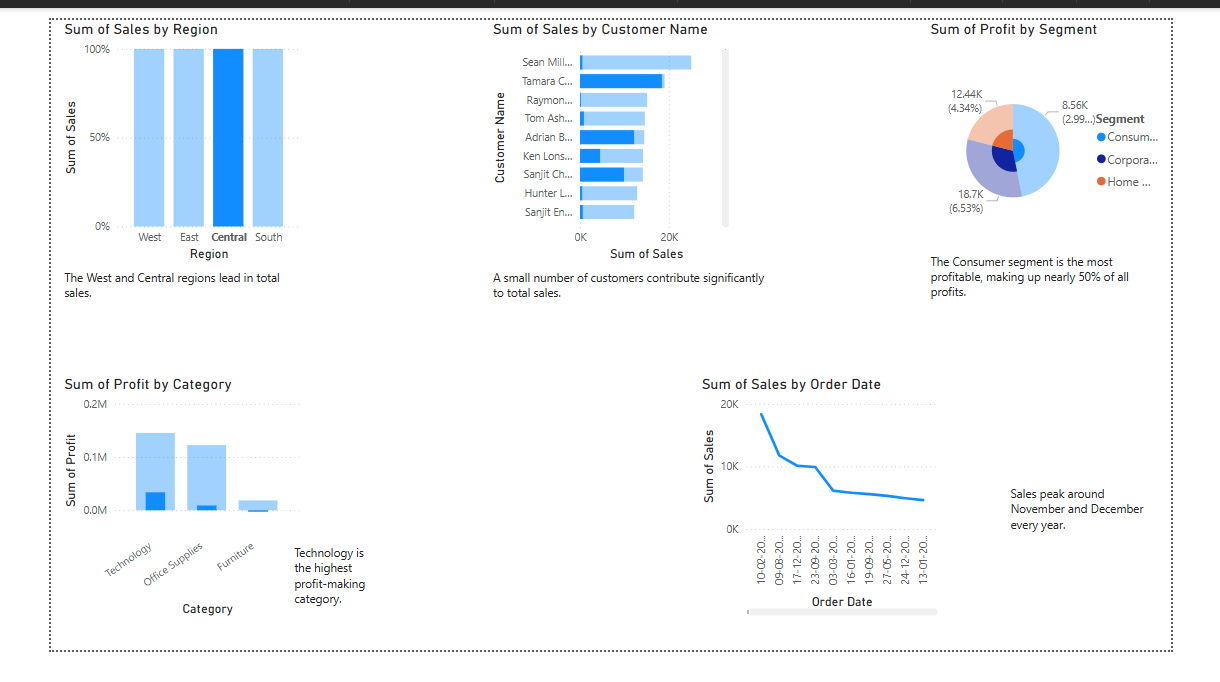 Sum of Sales by Region
100%
50%
0%
Sum of Sales
West East Central South
Region
The West and Central regions lead in total
sales.
Sum of Sales by Customer Name
Customer Name
Sean Mill...
Tamara C...
Raymon...
Tom Ash...
Adrian B...
Ken Lons...
Sanjit Ch...
Hunter L...
Sanjit En...
0K 20K
Sum of Sales
A small number of customers contribute significantly
to total sales.
Sum of Profit by Segment
12.44K
(4.34%)
8.56K
(2.99...)
18.7K
(6.53%)
Segment
Consum...
Corpora...
Home ...
The Consumer segment is the most
profitable, making up nearly 50% of all
profits.
Sum of Profit by Category
0.2M
0.1M
0.0M
Sum of Profit
Technology
Office Supplies
Furniture
Category
Technology is
the highest
profit-making
category.
Sum of Sales by Order Date
20K
10K
0K
Sum of Sales
10-02-20...
09-08-20...
17-12-20...
23-09-20...
03-03-20...
16-01-20...
19-09-20...
27-05-20...
24-12-20...
13-01-20...
Order Date
Sales peak around
November and December
every year.